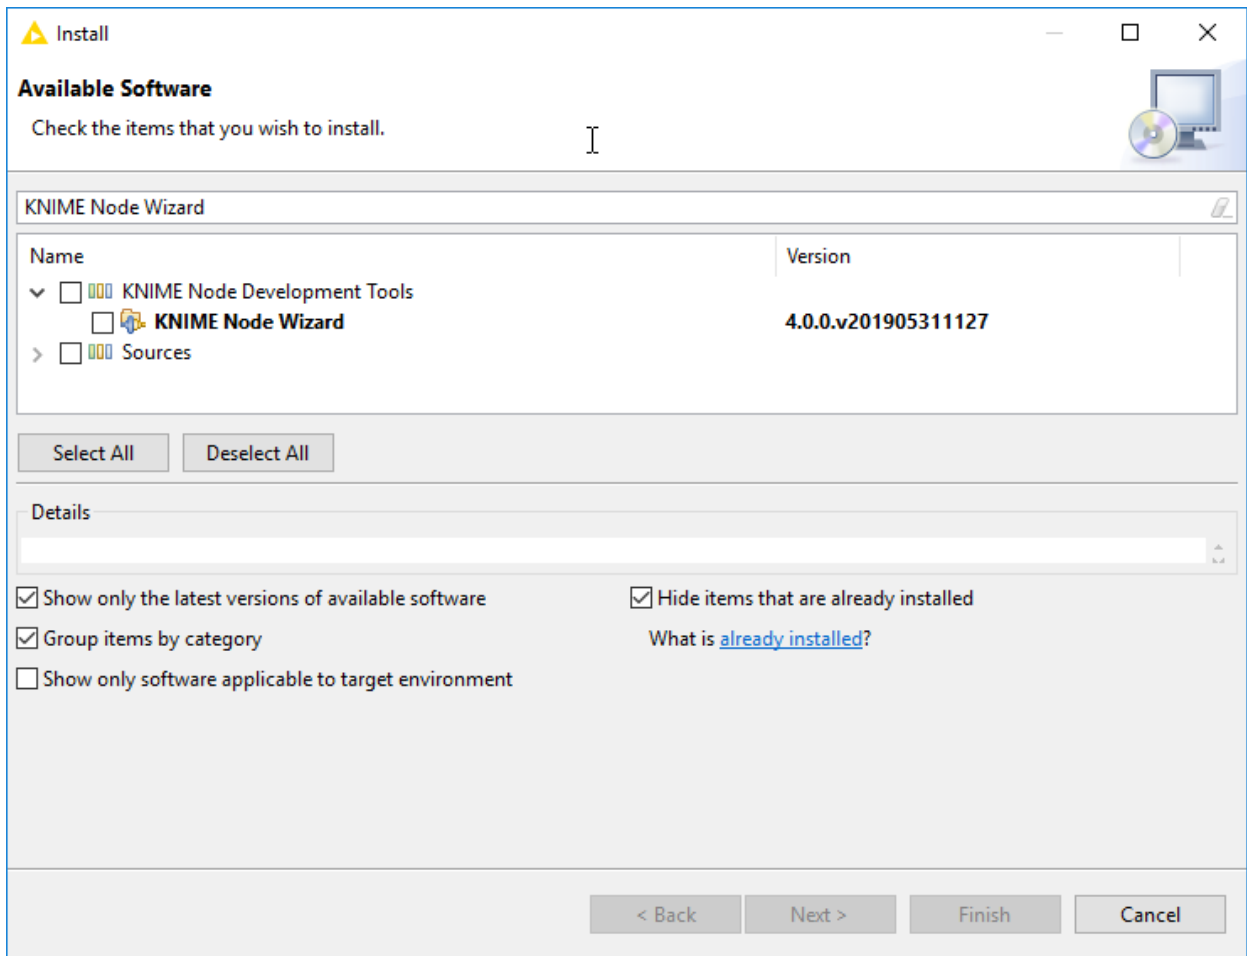 Install
Available Software
Check the items that you wish to install.
KNIME Node Wizard
Name Version
KNIME Node Development Tools
KNIME Node Wizard 4.0.0.v201905311127
Sources
Select All Deselect All
Details
Show only the latest versions of available software Hide items that are already installed
Group items by category What is already installed?
Show only software applicable to target environment
< Back Next > Finish Cancel